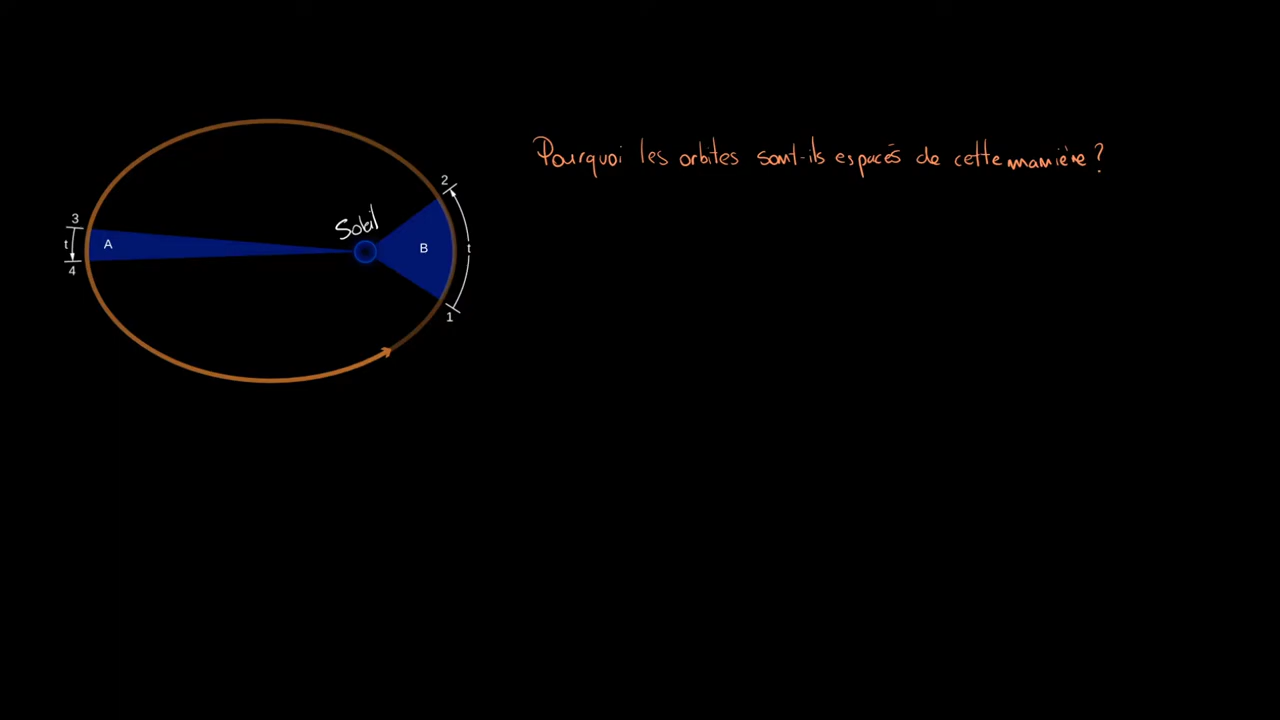 Pourquoi les orbites sont-ils espacés de cette manière ?
2
Soleil
3
t
A
B
t
4
1